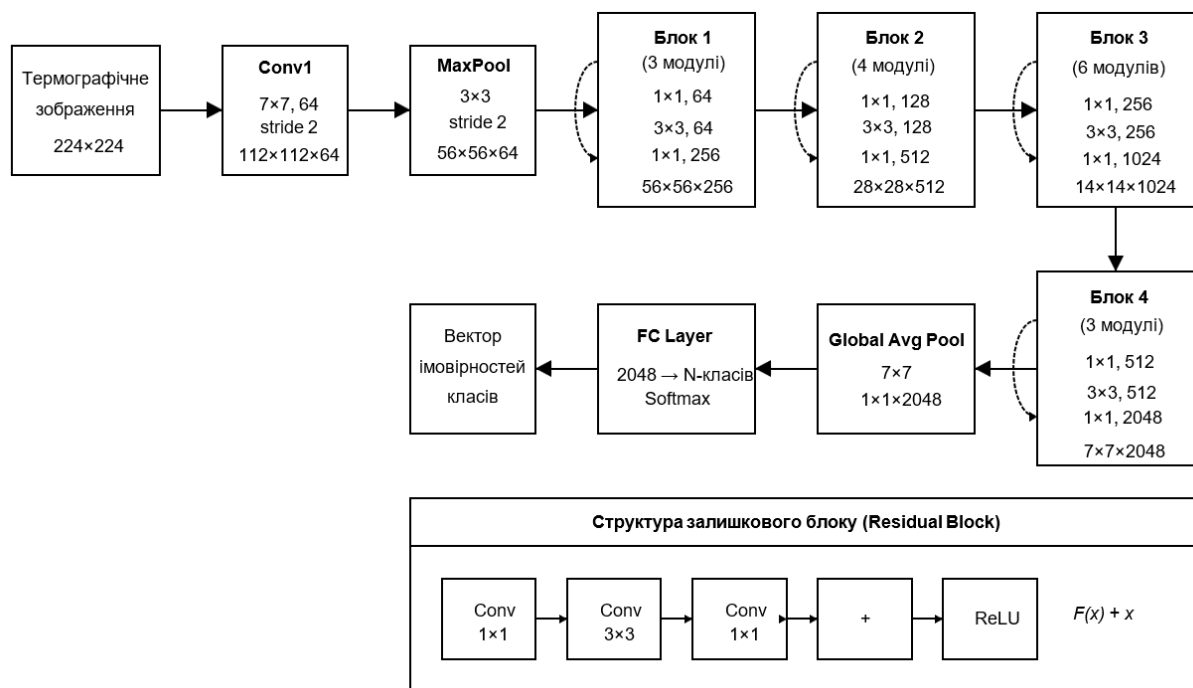 Термографічне
зображення
224×224
Conv1
7×7, 64
stride 2
112×112×64
MaxPool
3×3
stride 2
56×56×64
Блок 1
(3 модулі)
1×1, 64
3×3, 64
1×1, 256
56×56×256
Блок 2
(4 модулі)
1×1, 128
3×3, 128
1×1, 512
28×28×512
Блок 3
(6 модулів)
1×1, 256
3×3, 256
1×1, 1024
14×14×1024
Блок 4
(3 модулі)
1×1, 512
3×3, 512
1×1, 2048
7×7×2048
Global Avg Pool
7×7
1×1×2048
FC Layer
2048 → N-класів
Softmax
Вектор
імовірностей
класів
Структура залишкового блоку (Residual Block)
Conv
1×1
Conv
3×3
Conv
1×1
+
ReLU
F(x) + x